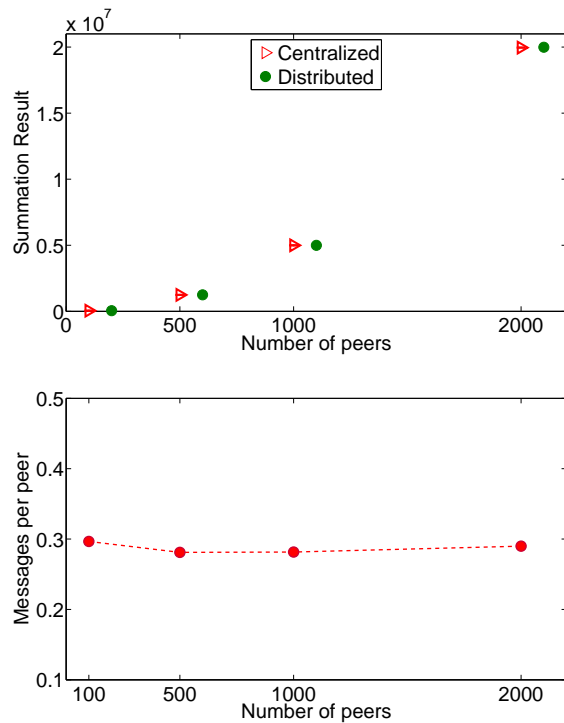 x 10^7
2
1.5
1
0.5
0
Summation Result
Centralized
Distributed
0 500 1000 2000
Number of peers
0.5
0.4
0.3
0.2
0.1
Messages per peer
100 500 1000 2000
Number of peers